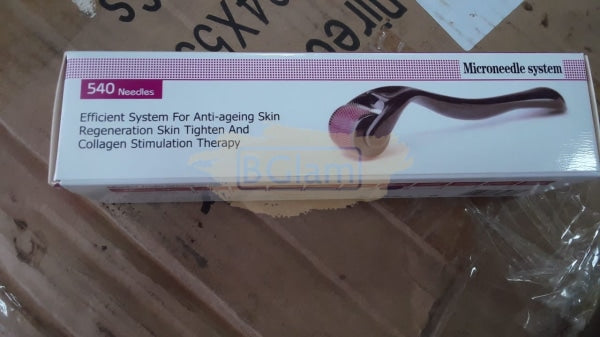 Microneedle system
540 Needles
Efficient System For Anti-ageing Skin
Regeneration Skin Tighten And
Collagen Stimulation Therapy
BGlam